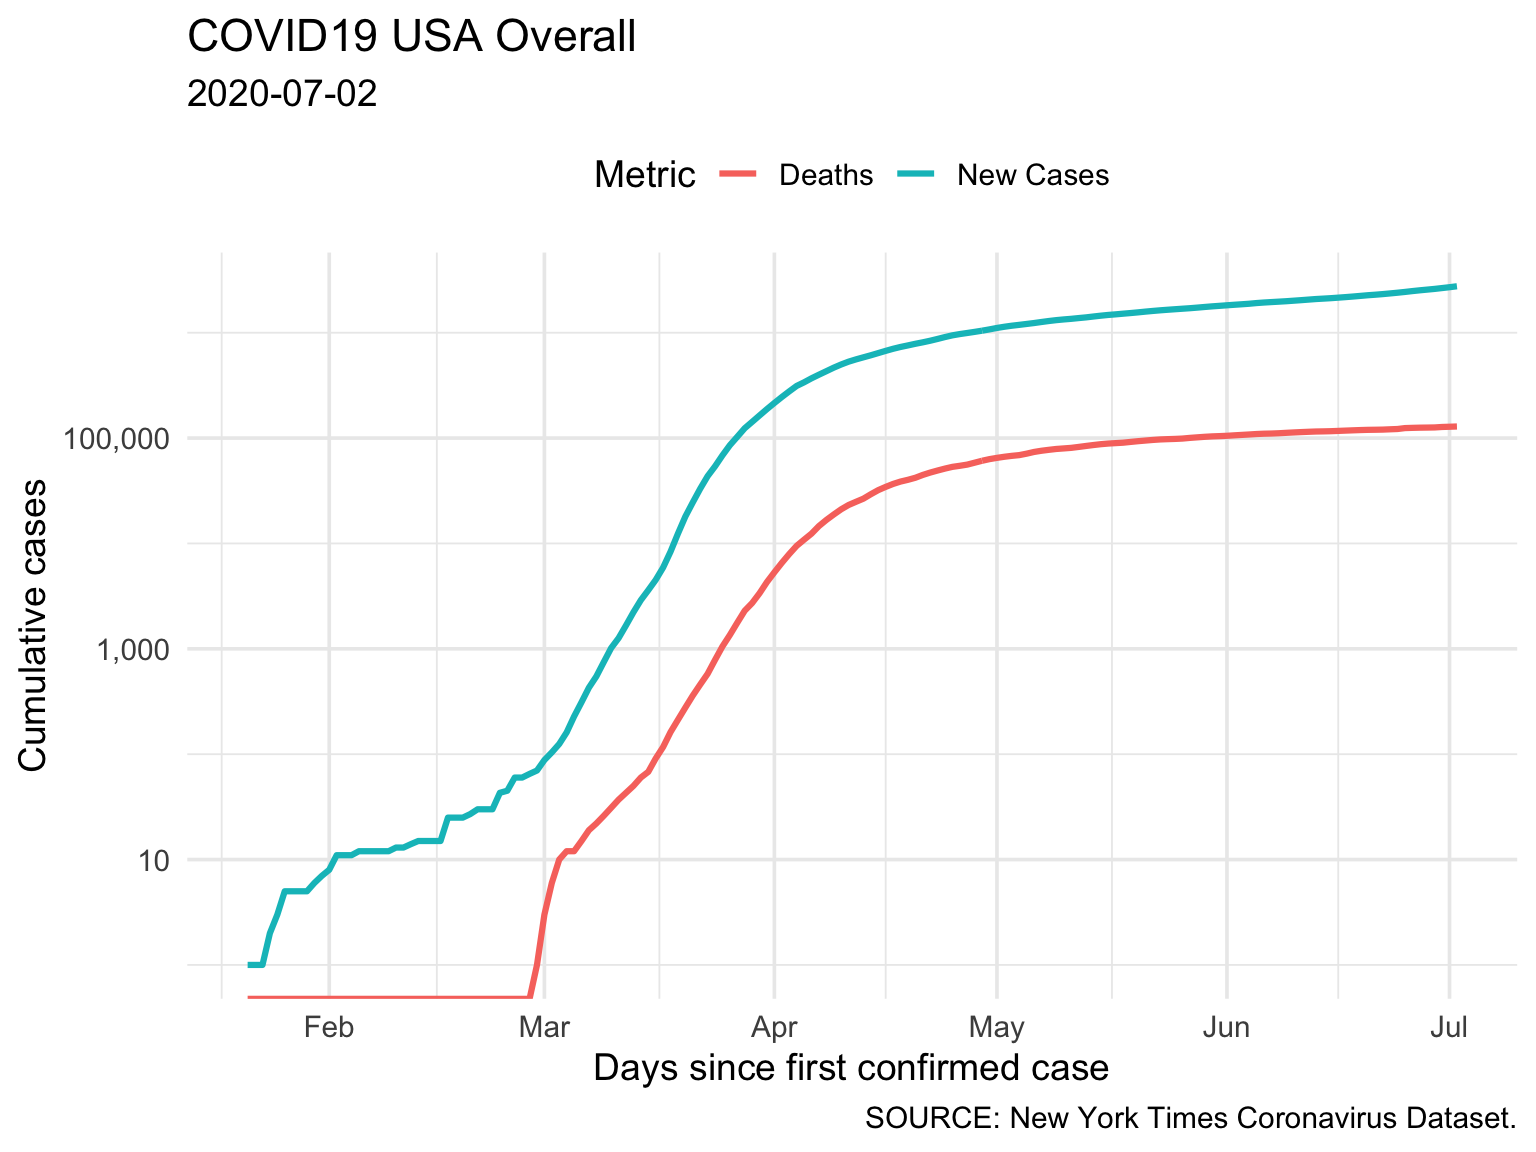 COVID19 USA Overall
2020-07-02
Metric Deaths New Cases
Cumulative cases
100,000
1,000
10
Feb Mar Apr May Jun Jul
Days since first confirmed case
SOURCE: New York Times Coronavirus Dataset.